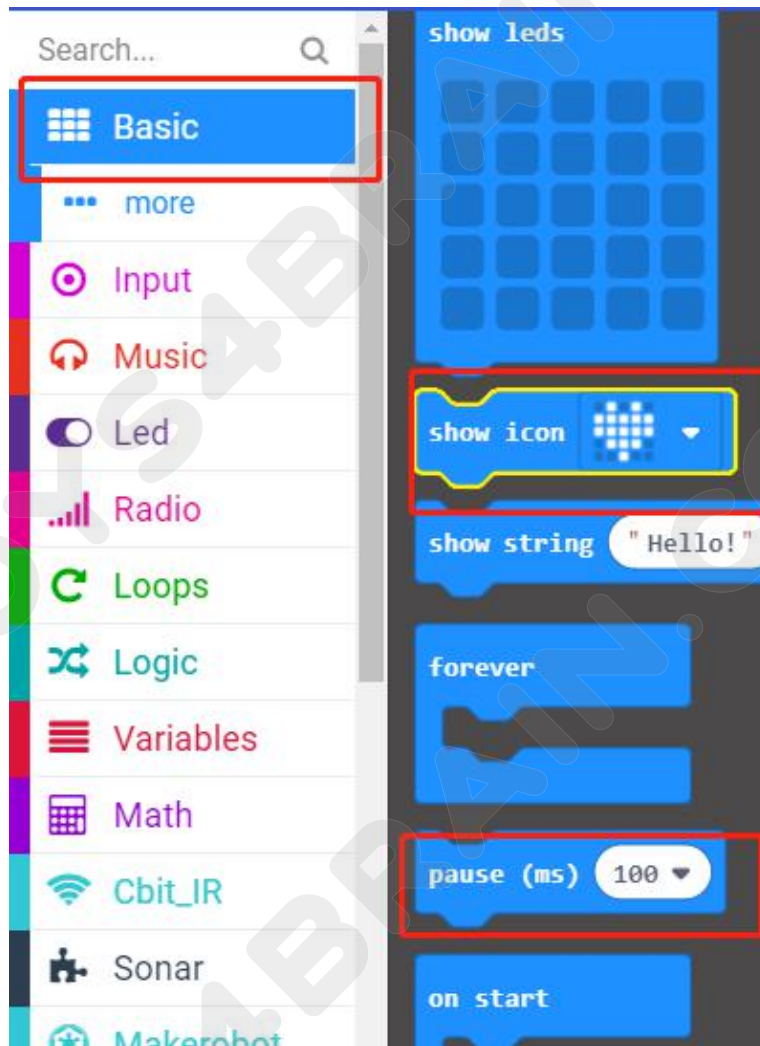 Search...
Basic
more
Input
Music
Led
Radio
Loops
Logic
Variables
Math
Cbit_IR
Sonar
Makerobot
show leds
show icon
show string "Hello!"
forever
pause (ms) 100
on start